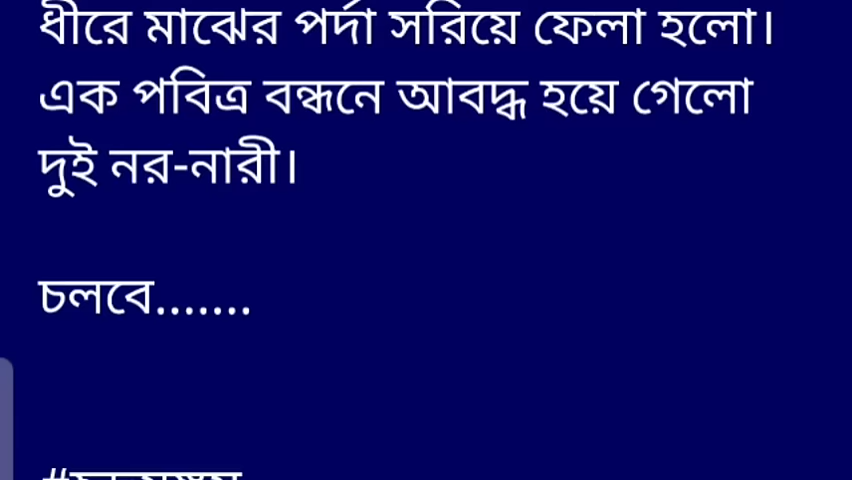 ধীরে মাঝের পর্দা সরিয়ে ফেলা হলো।
এক পবিত্র বন্ধনে আবদ্ধ হয়ে গেলো
দুই নর-নারী।
চলবে.......